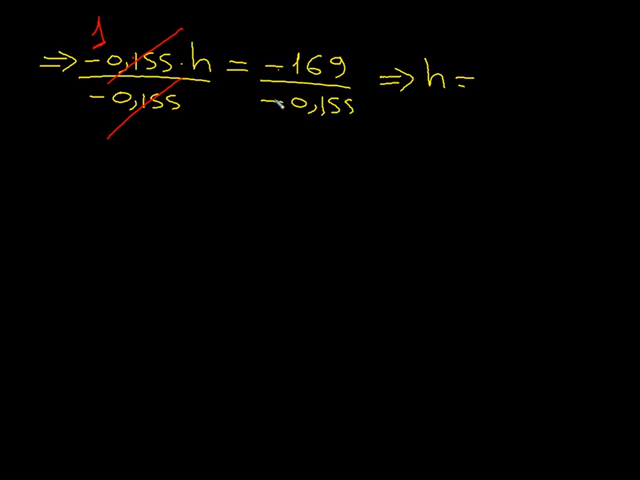 1
⇒ -0,155 · h / -0,155 = -169 / -0,155 ⇒ h =